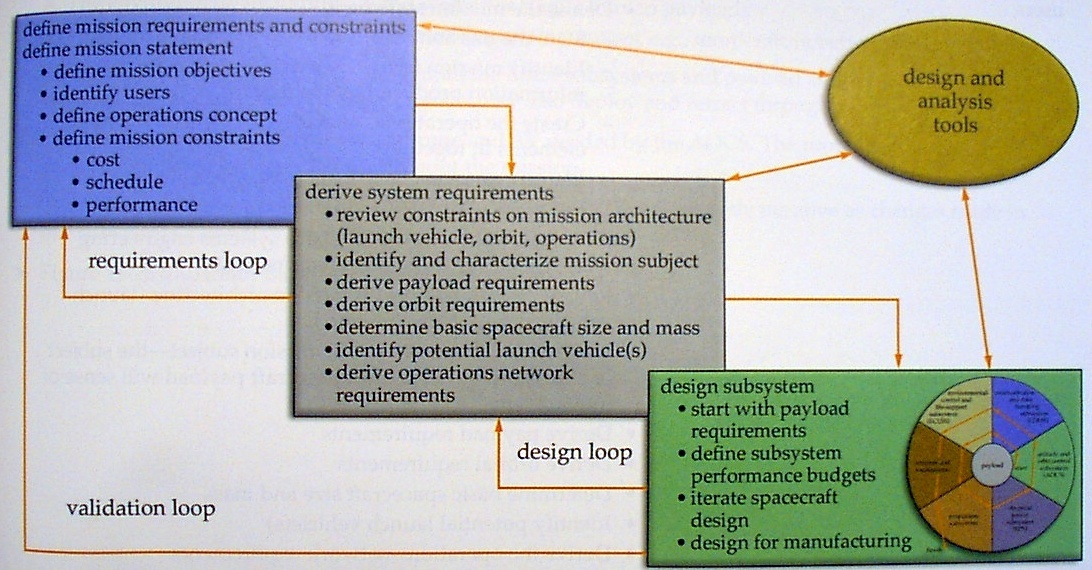 define mission requirements and constraints
define mission statement
• define mission objectives
• identify users
• define operations concept
• define mission constraints
• cost
• schedule
• performance
design and
analysis
tools
derive system requirements
• review constraints on mission architecture
(launch vehicle, orbit, operations)
• identify and characterize mission subject
• derive payload requirements
• derive orbit requirements
• determine basic spacecraft size and mass
• identify potential launch vehicle(s)
• derive operations network
requirements
requirements loop
design subsystem
• start with payload
requirements
• define subsystem
performance budgets
• iterate spacecraft
design
• design for manufacturing
payload
design loop
validation loop